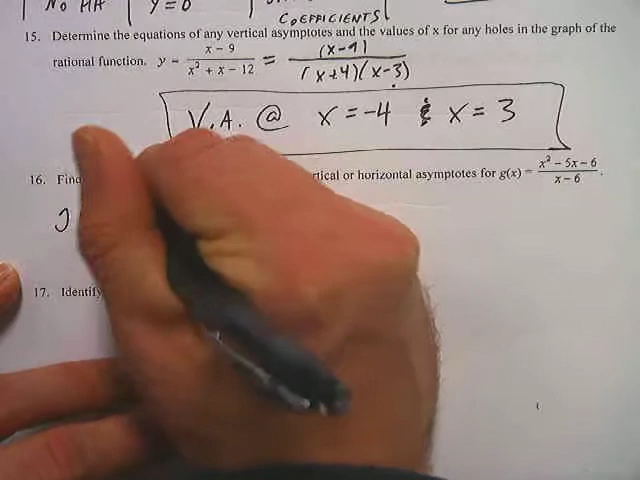 No HA y=0
COEFFICIENTS
15. Determine the equations of any vertical asymptotes and the values of x for any holes in the graph of the
rational function. y = x − 9 / x² + x − 12 = (x-9) / (x+4)(x-3)
V.A. @ x = -4 & x = 3
16. Find or horizontal asymptotes for g(x) = x² − 5x − 6 / x − 6 .
17. Identify